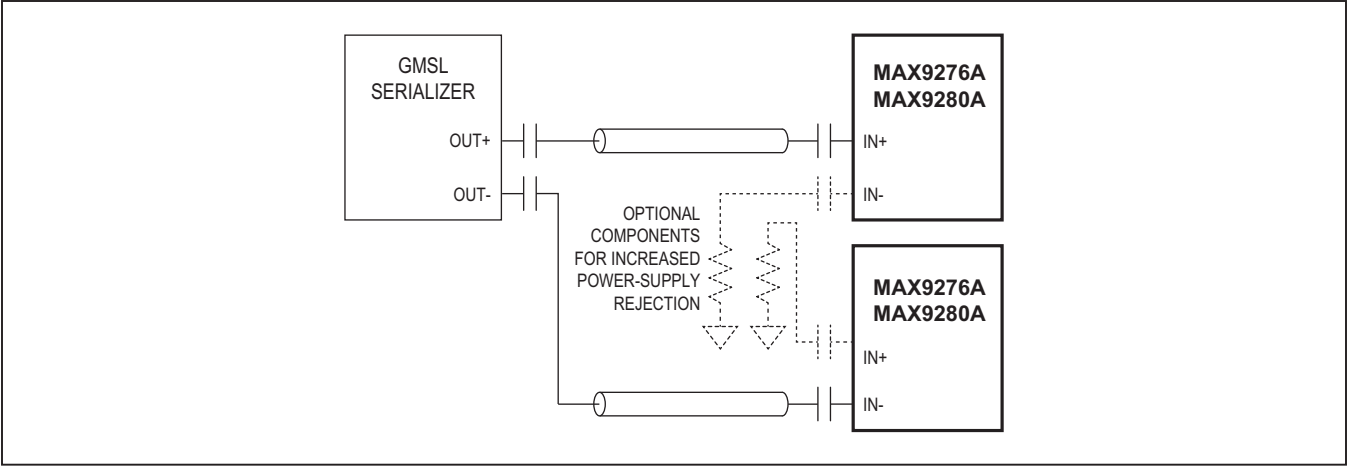 GMSL
SERIALIZER
OUT+
OUT-
MAX9276A
MAX9280A
IN+
IN-
OPTIONAL
COMPONENTS
FOR INCREASED
POWER-SUPPLY
REJECTION
MAX9276A
MAX9280A
IN+
IN-